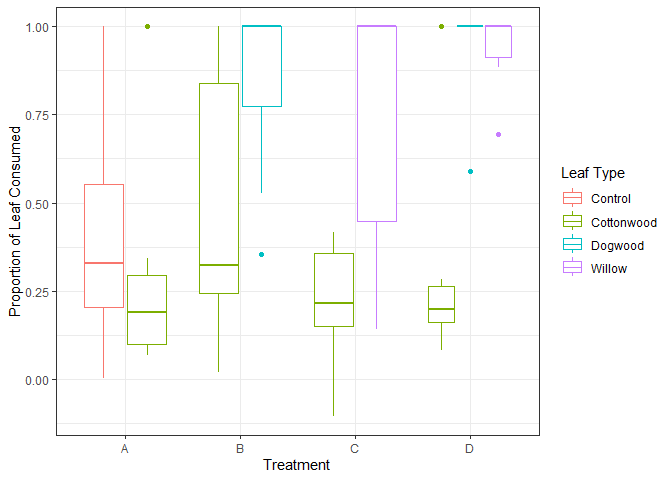 1.00
0.75
0.50
0.25
0.00
Proportion of Leaf Consumed
A B C D
Treatment
Leaf Type
Control
Cottonwood
Dogwood
Willow